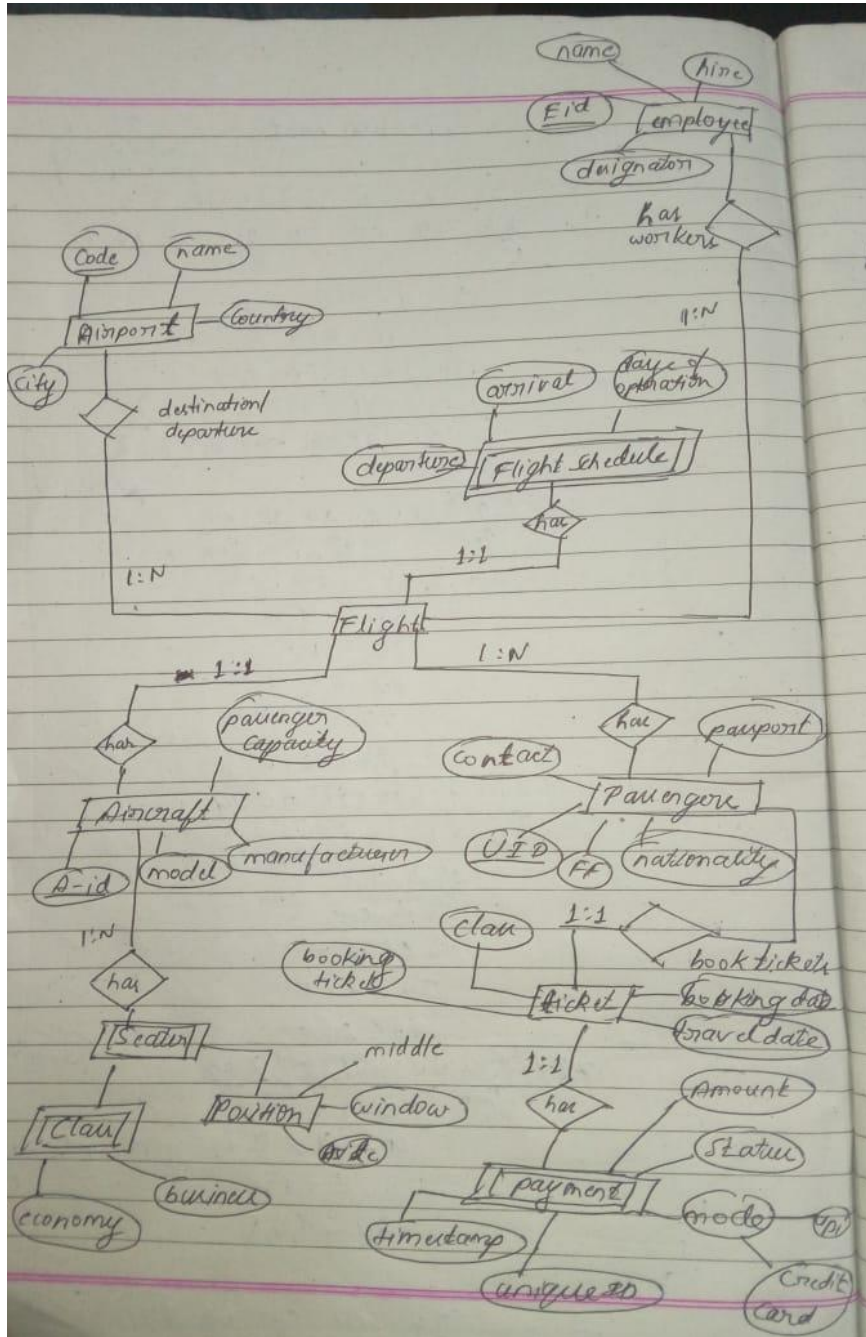 name
hire
Eid
employee
designaton
has
workers
Code
name
Airport
Country
city
1:N
destination/
departure
arrival
days of
operation
departure
Flight schedule
has
1:1
1:N
Flight
1:1
1:N
has
passenger
capacity
has
passport
contact
Aircraft
Passengers
A-id
model
manufacturer
UID
FF
nationality
1:N
class
1:1
booking
tickets
book tickets
has
ticket
booking date
travel date
Seats
middle
1:1
Amount
Position
window
has
Class
Status
payment
business
mode
upi
economy
timestamp
unique ID
Credit
card